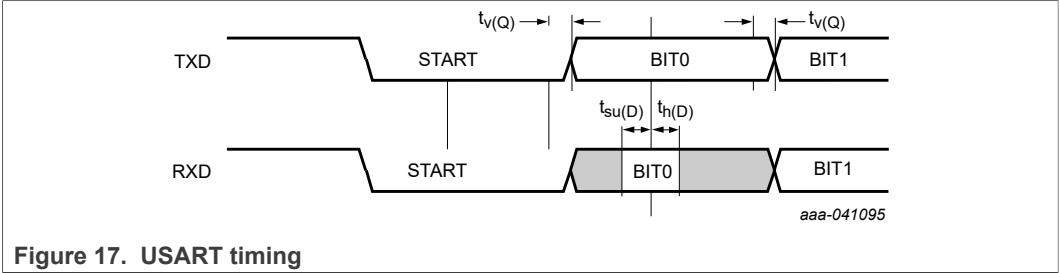 tv(Q) tv(Q)
TXD START BIT0 BIT1
tsu(D) th(D)
RXD START BIT0 BIT1
aaa-041095
Figure 17. USART timing